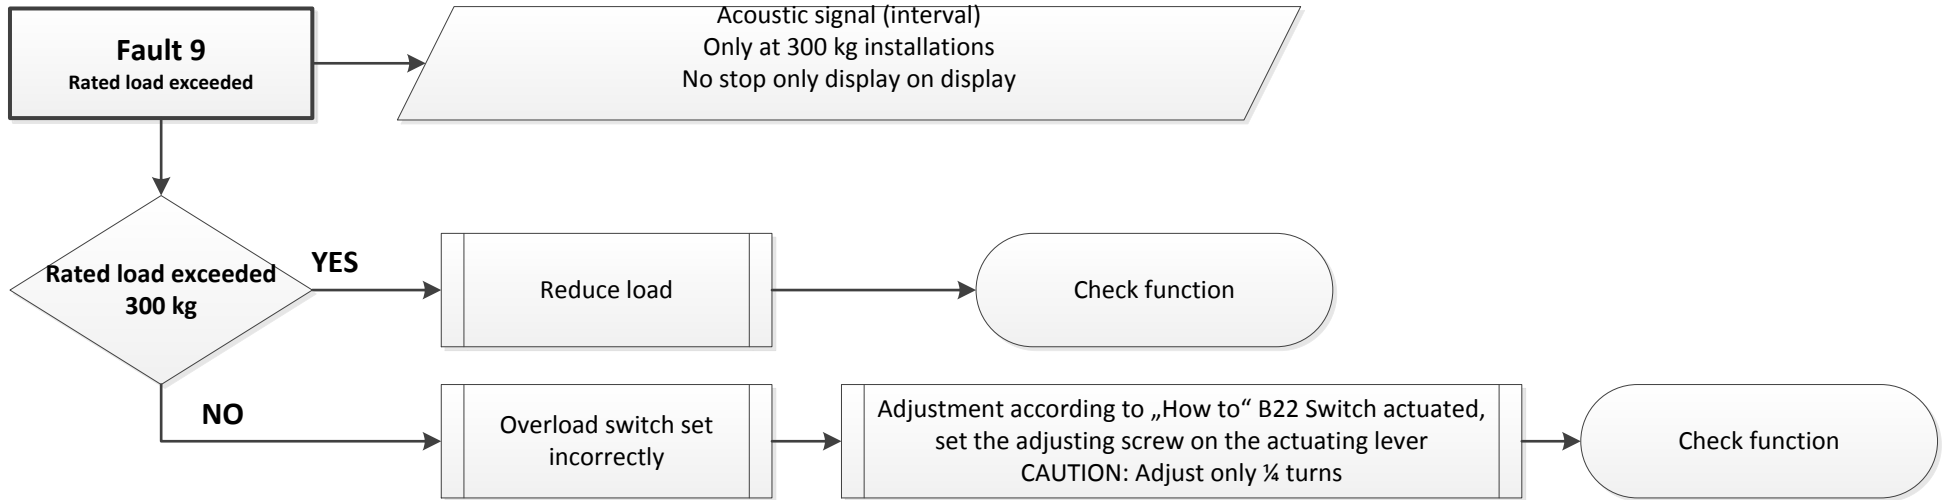 Fault 9
Rated load exceeded
Acoustic signal (interval)
Only at 300 kg installations
No stop only display on display
Rated load exceeded
300 kg
YES
Reduce load
Check function
NO
Overload switch set
incorrectly
Adjustment according to „How to“ B22 Switch actuated,
set the adjusting screw on the actuating lever
CAUTION: Adjust only ¼ turns
Check function